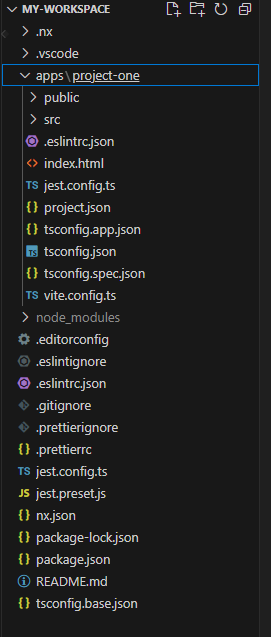 MY-WORKSPACE
.nx
.vscode
apps\project-one
public
src
.eslintrc.json
<> index.html
TS jest.config.ts
{} project.json
{} tsconfig.app.json
TS tsconfig.json
{} tsconfig.spec.json
TS vite.config.ts
node_modules
.editorconfig
.eslintignore
.eslintrc.json
.gitignore
.prettierignore
{} .prettierrc
TS jest.config.ts
JS jest.preset.js
{} nx.json
{} package-lock.json
{} package.json
README.md
{} tsconfig.base.json